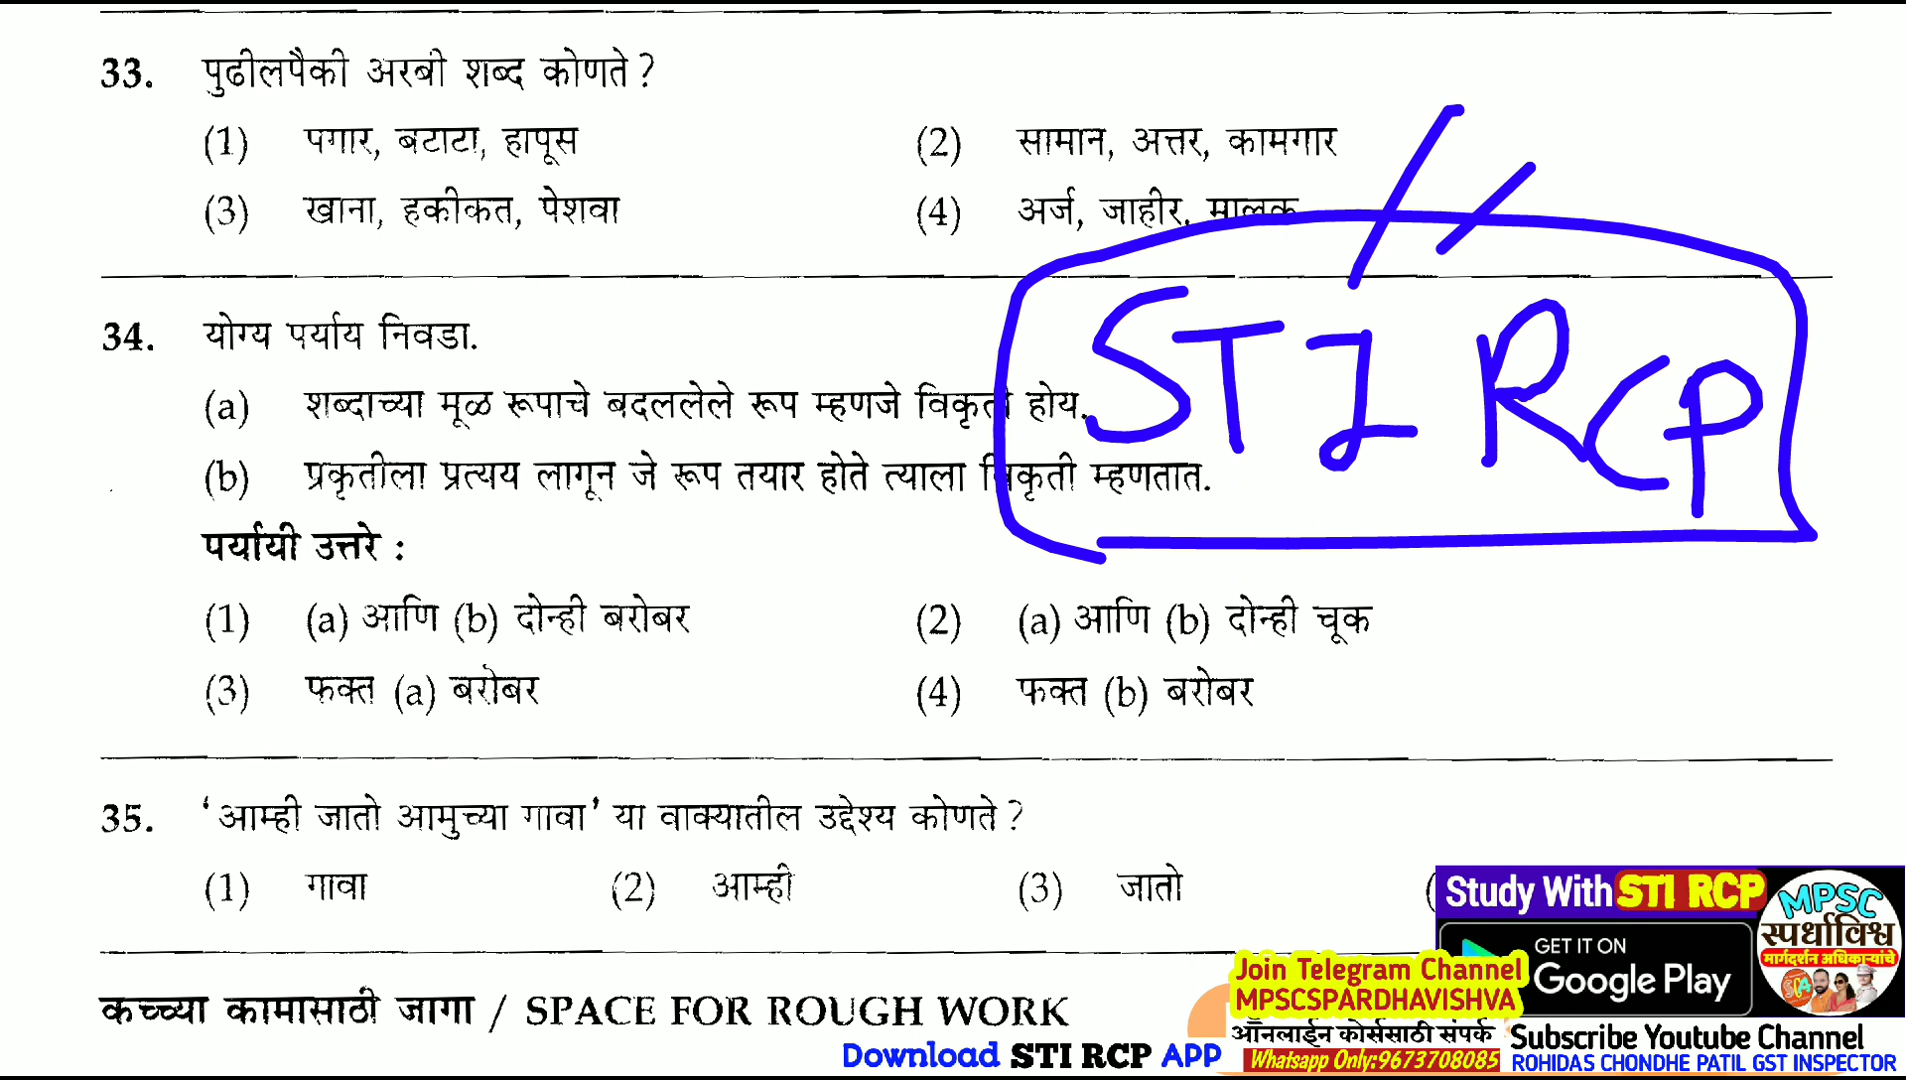 33. पुढीलपैकी अरबी शब्द कोणते ?
(1) पगार, बटाटा, हापूस (2) सामान, अत्तर, कामगार
(3) खाना, हकीकत, पेशवा (4) अर्ज, जाहीर, मालक
34. योग्य पर्याय निवडा.
(a) शब्दाच्या मूळ रूपाचे बदललेले रूप म्हणजे विकृती होय.
(b) प्रकृतीला प्रत्यय लागून जे रूप तयार होते त्याला विकृती म्हणतात.
STI RCP
पर्यायी उत्तरे :
(1) (a) आणि (b) दोन्ही बरोबर (2) (a) आणि (b) दोन्ही चूक
(3) फक्त (a) बरोबर (4) फक्त (b) बरोबर
35. ‘आम्ही जातो आमुच्या गावा’ या वाक्यातील उद्देश्य कोणते ?
(1) गावा (2) आम्ही (3) जातो
कच्च्या कामासाठी जागा / SPACE FOR ROUGH WORK
Study With STI RCP
GET IT ON
Google Play
MPSC
स्पर्धाविश्व
मार्गदर्शन अधिकाऱ्यांचे
Join Telegram Channel
MPSCSPARDHAVISHVA
ऑनलाईन कोर्ससाठी संपर्क
Whatsapp Only:9673708085
Download STI RCP APP
Subscribe Youtube Channel
ROHIDAS CHONDHE PATIL GST INSPECTOR